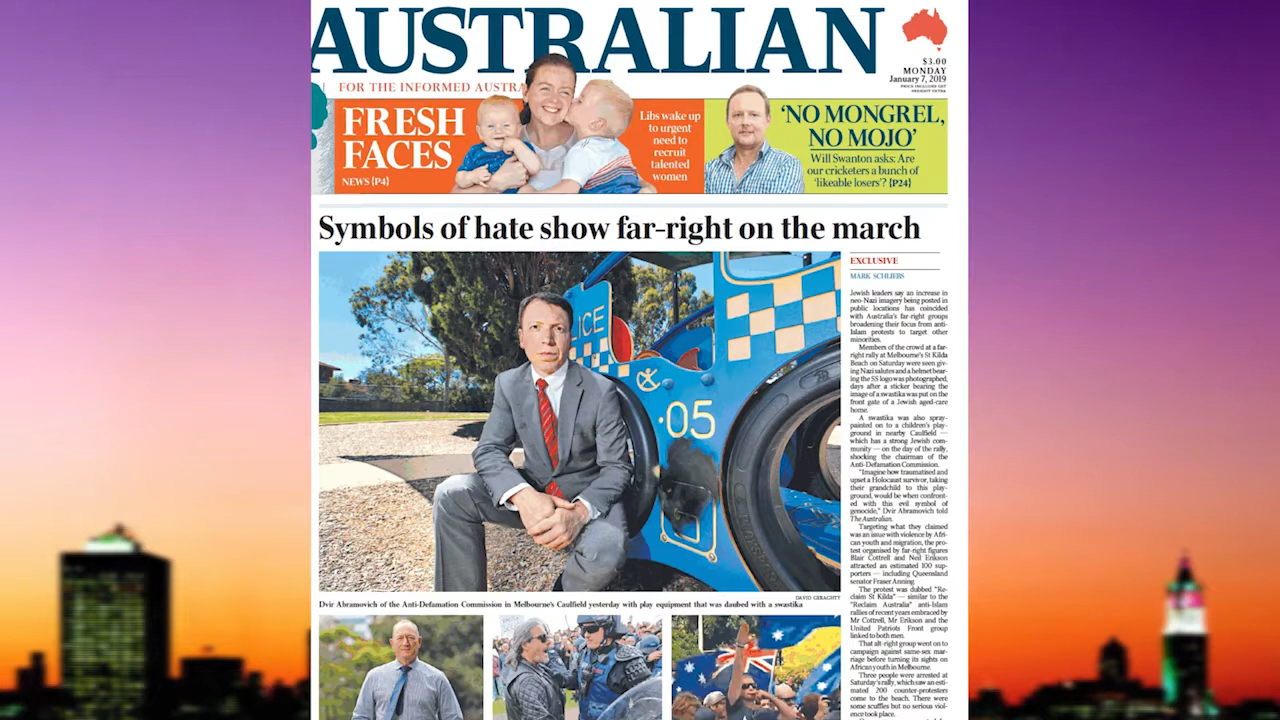 AUSTRALIAN
FOR THE INFORMED AUSTRA
$3.00
MONDAY
January 7, 2019
PRICE INCLUDES GST
FREIGHT EXTRA
FRESH
FACES
NEWS {P4}
Libs wake up
to urgent
need to
recruit
talented
women
‘NO MONGREL,
NO MOJO’
Will Swanton asks: Are
our cricketers a bunch of
‘likeable losers’? {P24}
Symbols of hate show far-right on the march
LICE
05
DAVID GERAGHTY
Dvir Abramovich of the Anti-Defamation Commission in Melbourne’s Caulfield yesterday with play equipment that was daubed with a swastika
EXCLUSIVE
MARK SCHLIEBS
Jewish leaders say an increase in
neo-Nazi imagery being posted in
public locations has coincided
with Australia’s far-right groups
broadening their focus from anti-
Islam protests to target other
minorities.
Members of the crowd at a far-
right rally at Melbourne’s St Kilda
Beach on Saturday were seen giv-
ing Nazi salutes and a helmet bear-
ing the SS logo was photographed,
days after a sticker bearing the
image of a swastika was put on the
front gate of a Jewish aged-care
home.
A swastika was also spray-
painted on to a children’s play-
ground in nearby Caulfield —
which has a strong Jewish com-
munity — on the day of the rally,
shocking the chairman of the
Anti-Defamation Commission.
“Imagine how traumatised and
upset a Holocaust survivor, taking
their grandchild to this play-
ground, would be when confront-
ed with this evil symbol of
genocide,” Dvir Abramovich told
The Australian.
Targeting what they claimed
was an issue with violence by Afri-
can youth and migration, the pro-
test organised by far-right figures
Blair Cottrell and Neil Erikson
attracted an estimated 100 sup-
porters — including Queensland
senator Fraser Anning.
The protest was dubbed “Re-
claim St Kilda” — similar to the
“Reclaim Australia” anti-Islam
rallies of recent years embraced by
Mr Cottrell, Mr Erikson and the
United Patriots Front group
linked to both men.
That alt-right group went on to
campaign against same-sex mar-
riage before turning its sights on
African youth in Melbourne.
Three people were arrested at
Saturday’s rally, which saw an esti-
mated 200 counter-protesters
come to the beach. There were
some scuffles but no serious viol-
ence took place.